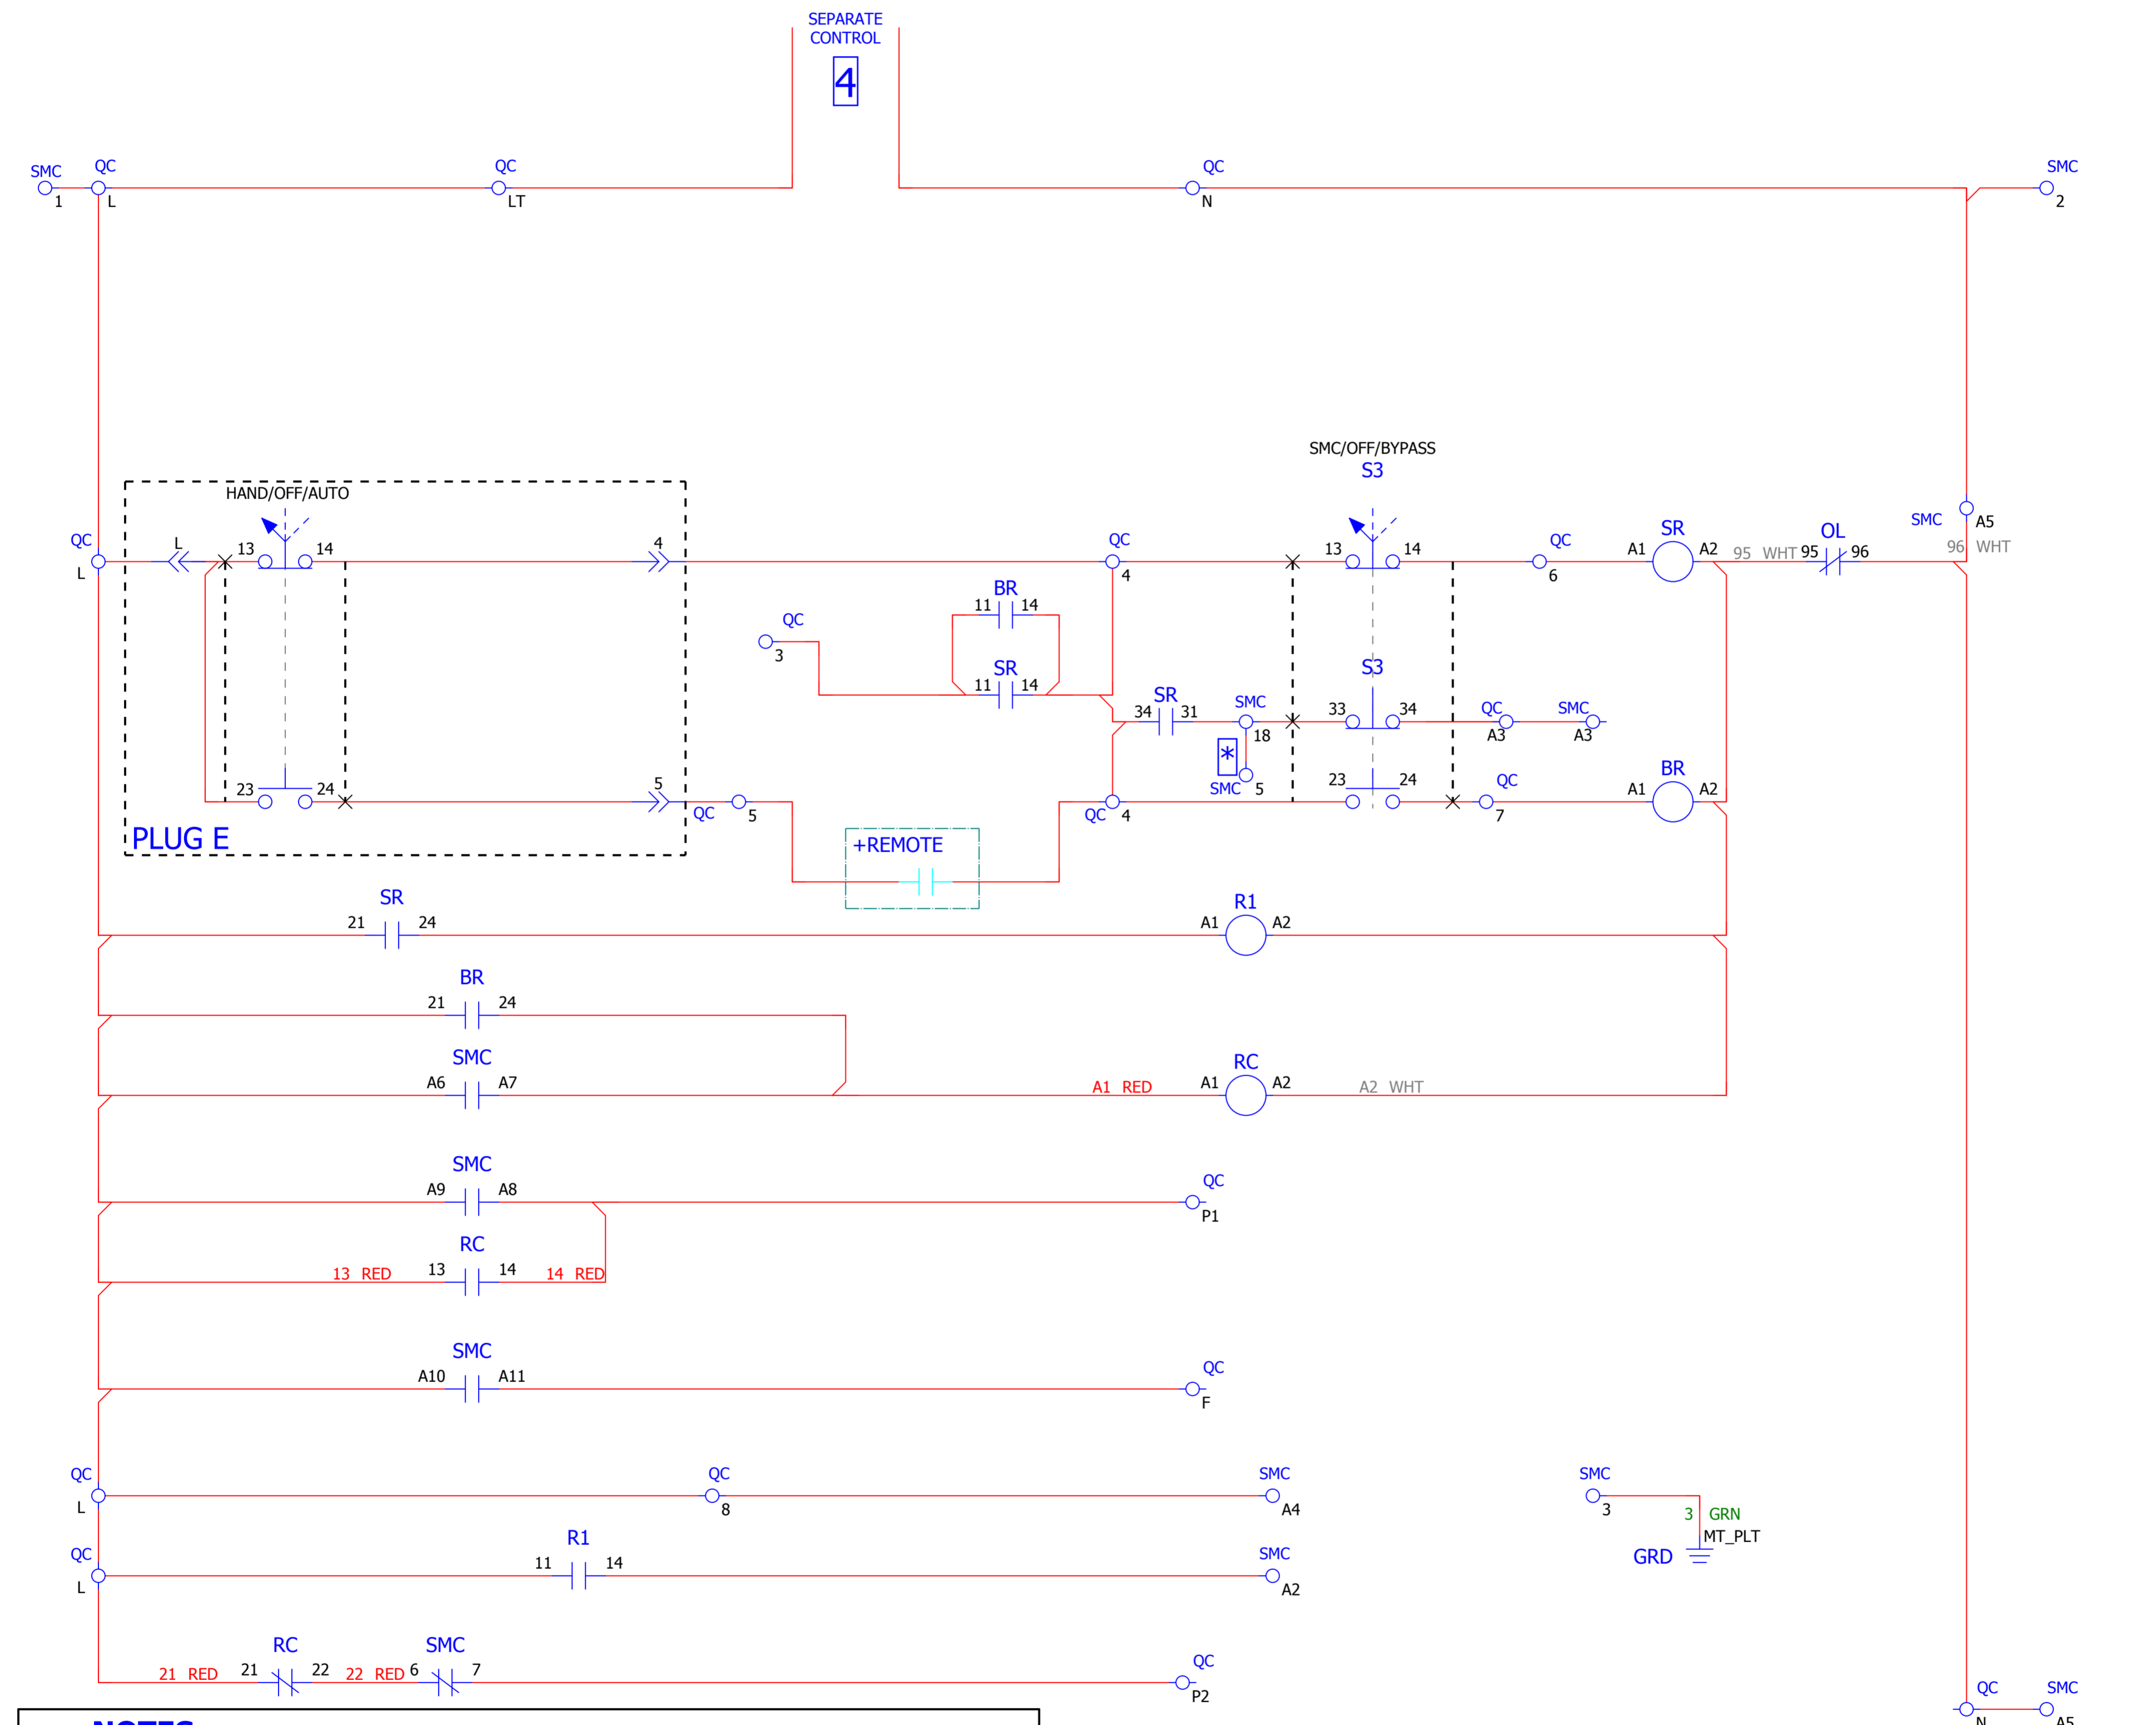 SEPARATE
CONTROL
4
SMC
1
QC
L
QC
LT
QC
N
SMC
2
SMC/OFF/BYPASS
S3
HAND/OFF/AUTO
QC
L
L
13
14
4
QC
4
13
14
QC
6
SR
A1
A2
95 WHT
OL
95
96
SMC
A5
96 WHT
QC
3
BR
11
14
SR
11
14
SR
34
31
SMC
18
*
SMC
5
S3
33
34
QC
A3
SMC
A3
23
24
5
QC
5
QC
4
23
24
QC
7
BR
A1
A2
PLUG E
+REMOTE
SR
21
24
R1
A1
A2
BR
21
24
SMC
A6
A7
A1 RED
RC
A1
A2
A2 WHT
SMC
A9
A8
QC
P1
RC
13 RED
13
14
14 RED
SMC
A10
A11
QC
F
QC
L
QC
8
SMC
A4
SMC
3
3 GRN
MT_PLT
GRD
QC
L
R1
11
14
SMC
A2
RC
21 RED
21
22
22 RED
SMC
6
7
QC
P2
QC
N
SMC
A5
NOTES